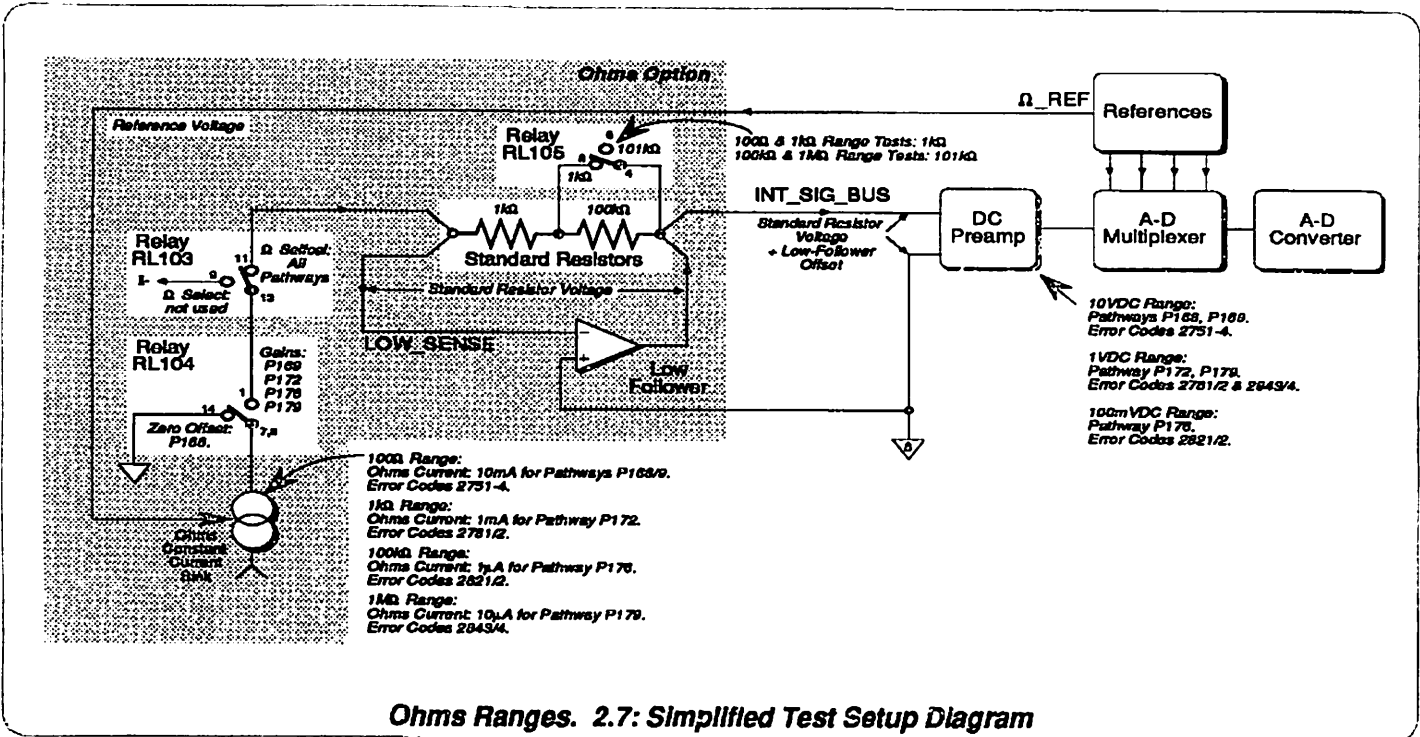 Ohms Option
Reference Voltage
Ω_REF
References
Relay
RL105
6
101kΩ
8
1kΩ
4
100Ω & 1kΩ Range Tests: 1kΩ
100kΩ & 1MΩ Range Tests: 101kΩ
1kΩ
100kΩ
Standard Resistors
Standard Resistor Voltage
INT_SIG_BUS
Standard Resistor
Voltage
+ Low-Follower
Offset
DC
Preamp
A-D
Multiplexer
A-D
Converter
Relay
RL103
11
9
I-
12
Ω Select:
not used
All
Pathways
LOW_SENSE
−
+
Low
Follower
Relay
RL104
Gains:
P169
P172
P176
P179
1
14
7,8
Zero Offset:
P168.
Ohms
Constant
Current
Sink
100Ω Range:
Ohms Current: 10mA for Pathways P168/9.
Error Codes 2751-4.
1kΩ Range:
Ohms Current: 1mA for Pathway P172.
Error Codes 2781/2.
100kΩ Range:
Ohms Current: 1µA for Pathway P176.
Error Codes 2821/2.
1MΩ Range:
Ohms Current: 10µA for Pathway P179.
Error Codes 2843/4.
10VDC Range:
Pathways P168, P169.
Error Codes 2751-4.
1VDC Range:
Pathway P172, P179.
Error Codes 2781/2 & 2943/4.
100mVDC Range:
Pathway P176.
Error Codes 2821/2.
Ohms Ranges. 2.7: Simplified Test Setup Diagram